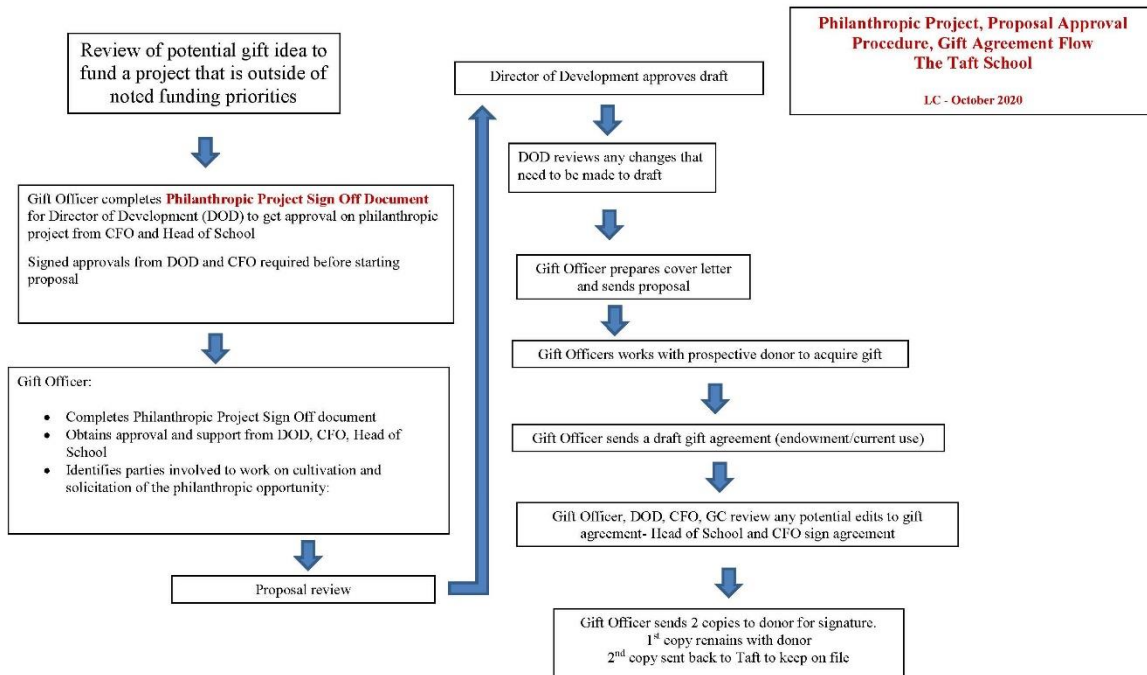 Review of potential gift idea to
fund a project that is outside of
noted funding priorities
Gift Officer completes Philanthropic Project Sign Off Document
for Director of Development (DOD) to get approval on philanthropic
project from CFO and Head of School
Signed approvals from DOD and CFO required before starting
proposal
Gift Officer:
• Completes Philanthropic Project Sign Off document
• Obtains approval and support from DOD, CFO, Head of
School
• Identifies parties involved to work on cultivation and
solicitation of the philanthropic opportunity:
Proposal review
Director of Development approves draft
DOD reviews any changes that
need to be made to draft
Gift Officer prepares cover letter
and sends proposal
Gift Officers works with prospective donor to acquire gift
Gift Officer sends a draft gift agreement (endowment/current use)
Gift Officer, DOD, CFO, GC review any potential edits to gift
agreement- Head of School and CFO sign agreement
Gift Officer sends 2 copies to donor for signature.
1st copy remains with donor
2nd copy sent back to Taft to keep on file
Philanthropic Project, Proposal Approval
Procedure, Gift Agreement Flow
The Taft School
LC - October 2020